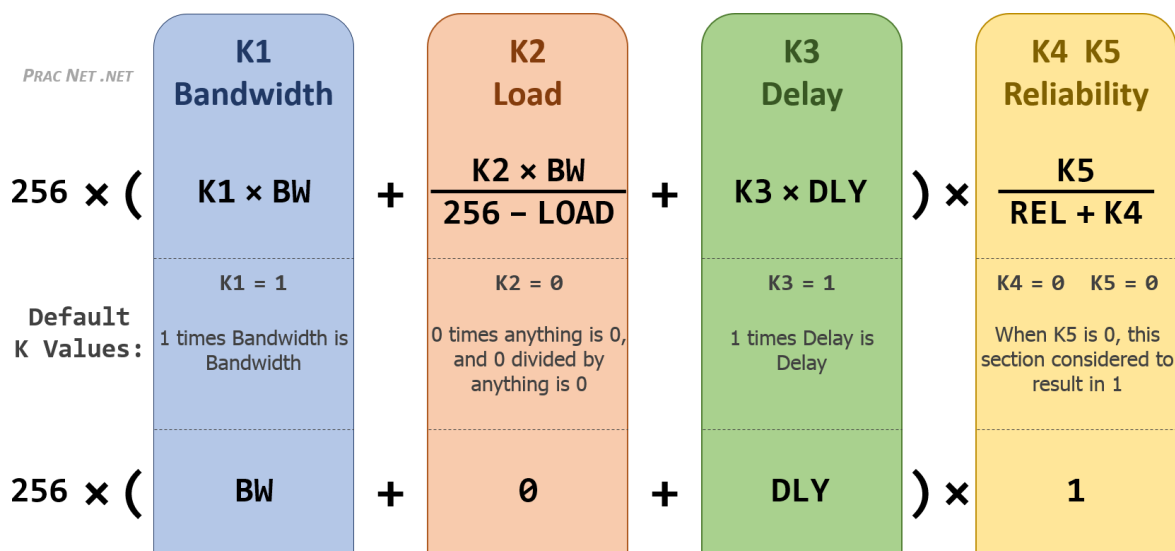 PRAC NET .NET
K1
Bandwidth
K2
Load
K3
Delay
K4 K5
Reliability
256 × ( K1 × BW + K2 × BW / 256 – LOAD + K3 × DLY ) × K5 / REL + K4
Default
K Values:
K1 = 1
1 times Bandwidth is
Bandwidth
K2 = 0
0 times anything is 0,
and 0 divided by
anything is 0
K3 = 1
1 times Delay is
Delay
K4 = 0 K5 = 0
When K5 is 0, this
section considered to
result in 1
256 × ( BW + 0 + DLY ) × 1